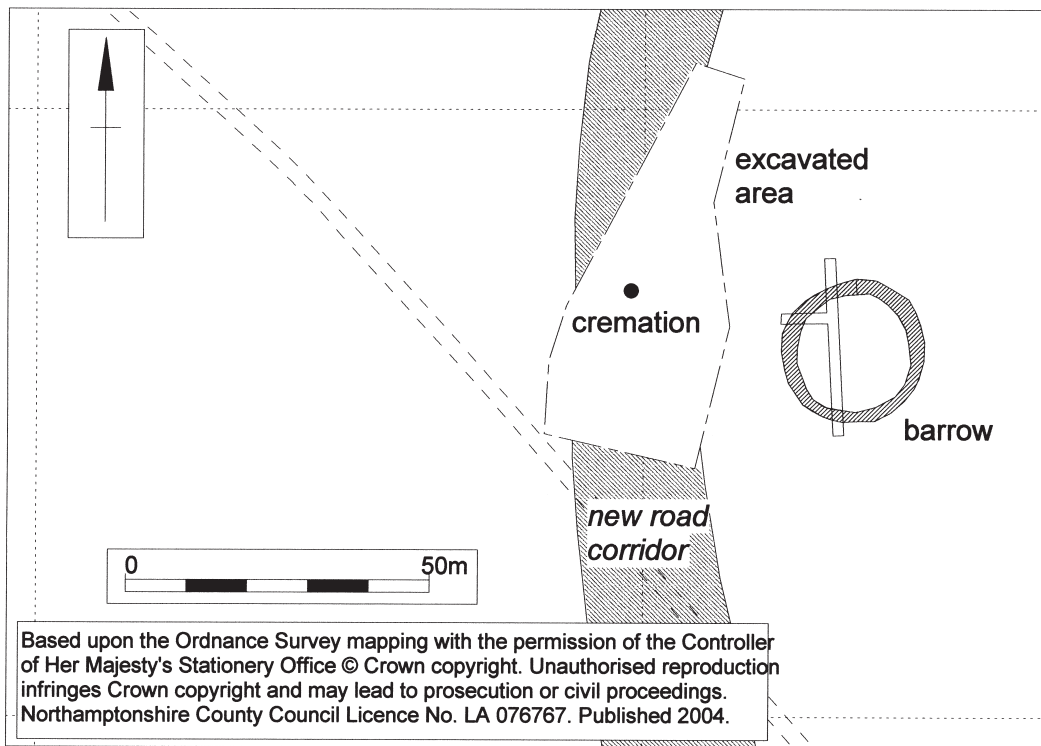 excavated
area
cremation
barrow
new road
corridor
0 50m
Based upon the Ordnance Survey mapping with the permission of the Controller
of Her Majesty's Stationery Office © Crown copyright. Unauthorised reproduction
infringes Crown copyright and may lead to prosecution or civil proceedings.
Northamptonshire County Council Licence No. LA 076767. Published 2004.